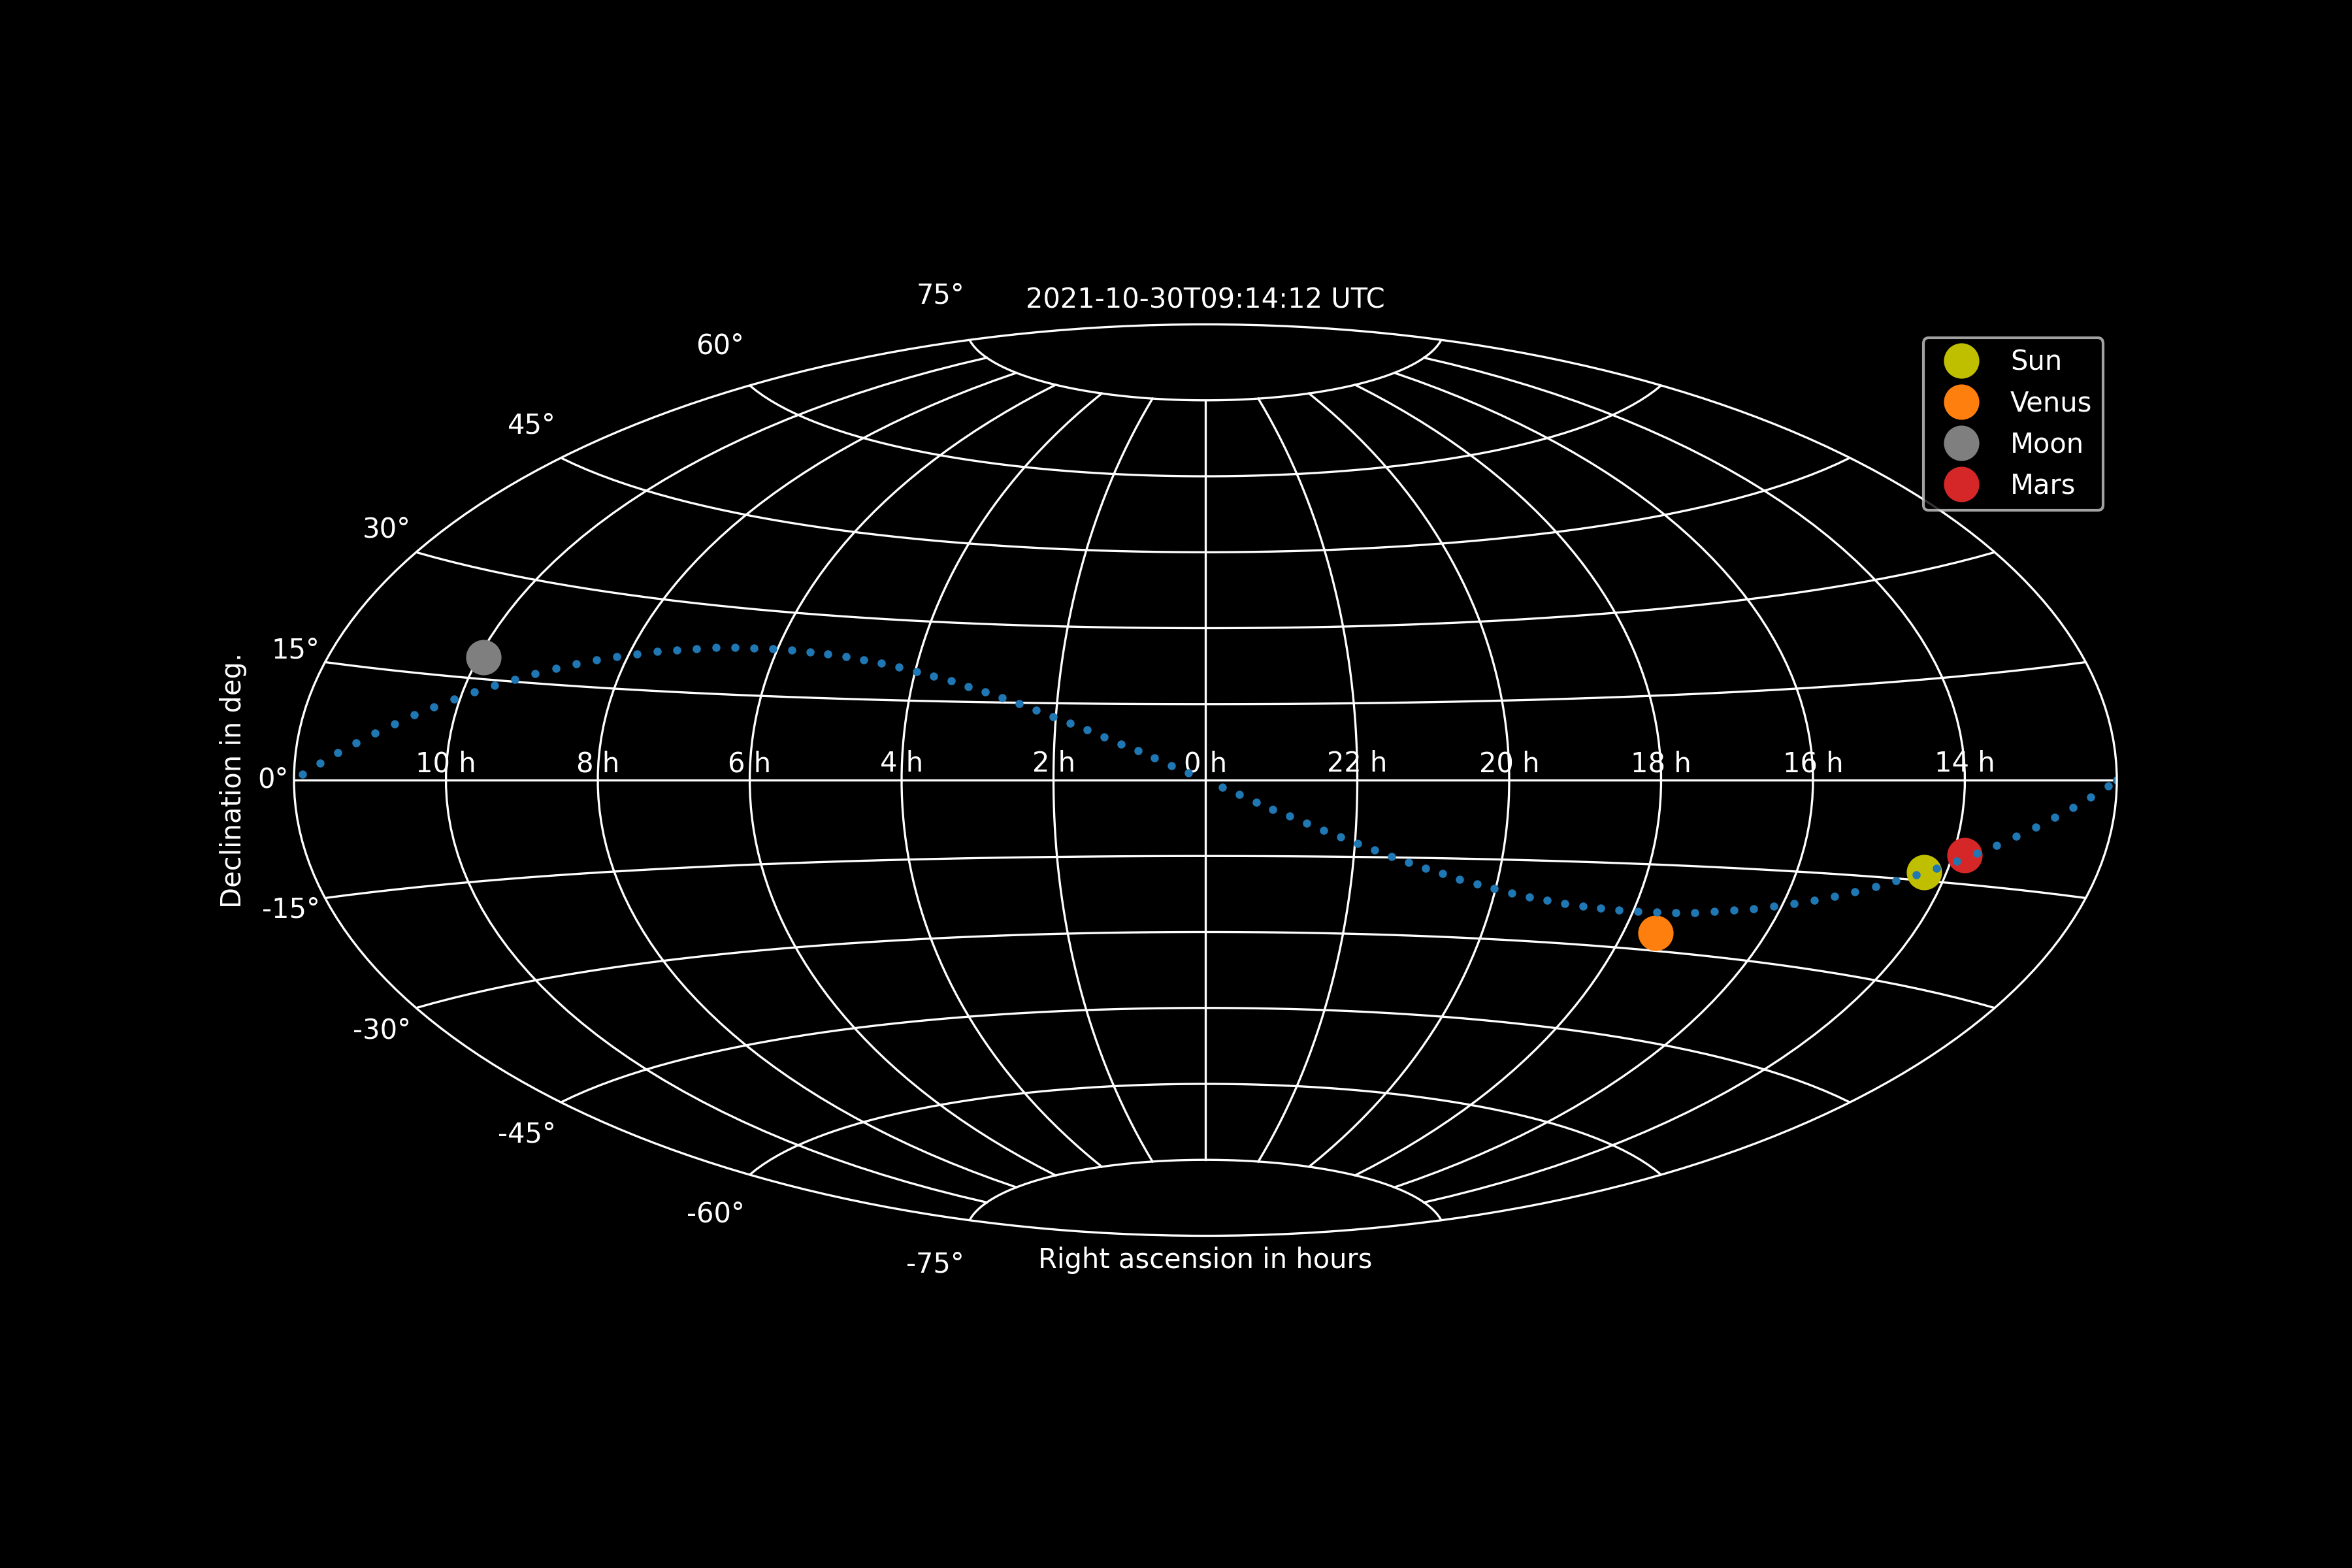 2021-10-30T09:14:12 UTC
75°
60°
45°
30°
15°
0°
-15°
-30°
-45°
-60°
-75°
Declination in deg.
10 h
8 h
6 h
4 h
2 h
0 h
22 h
20 h
18 h
16 h
14 h
Right ascension in hours
Sun
Venus
Moon
Mars